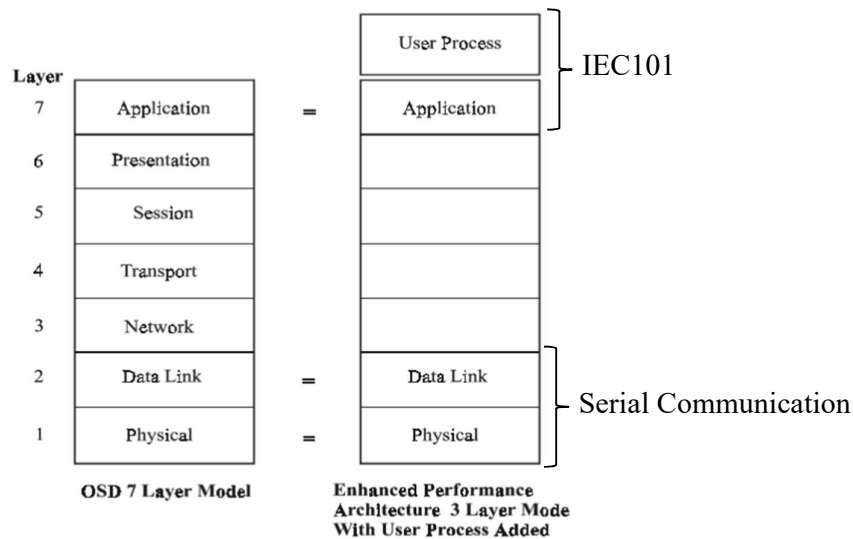 User Process
IEC101
Layer
7 Application = Application
6 Presentation
5 Session
4 Transport
3 Network
2 Data Link = Data Link
Serial Communication
1 Physical = Physical
OSD 7 Layer Model
Enhanced Performance
Architecture 3 Layer Mode
With User Process Added